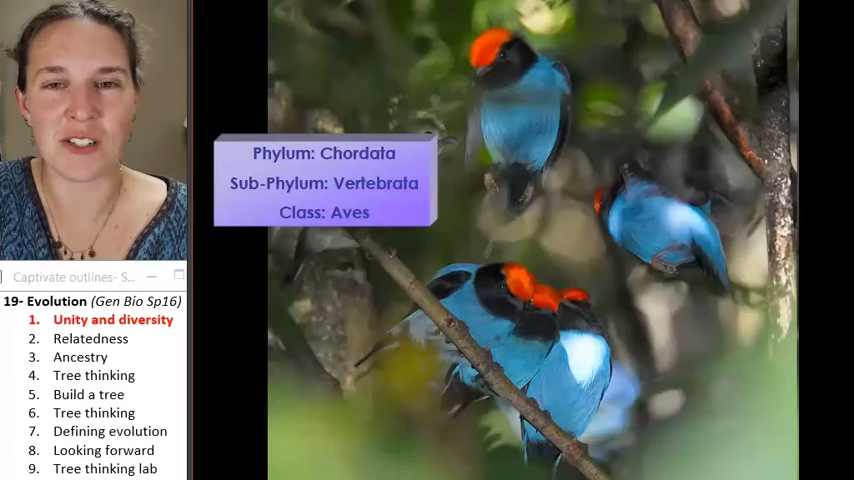 Phylum: Chordata
Sub-Phylum: Vertebrata
Class: Aves
Captivate outlines- S...
19- Evolution (Gen Bio Sp16)
1. Unity and diversity
2. Relatedness
3. Ancestry
4. Tree thinking
5. Build a tree
6. Tree thinking
7. Defining evolution
8. Looking forward
9. Tree thinking lab